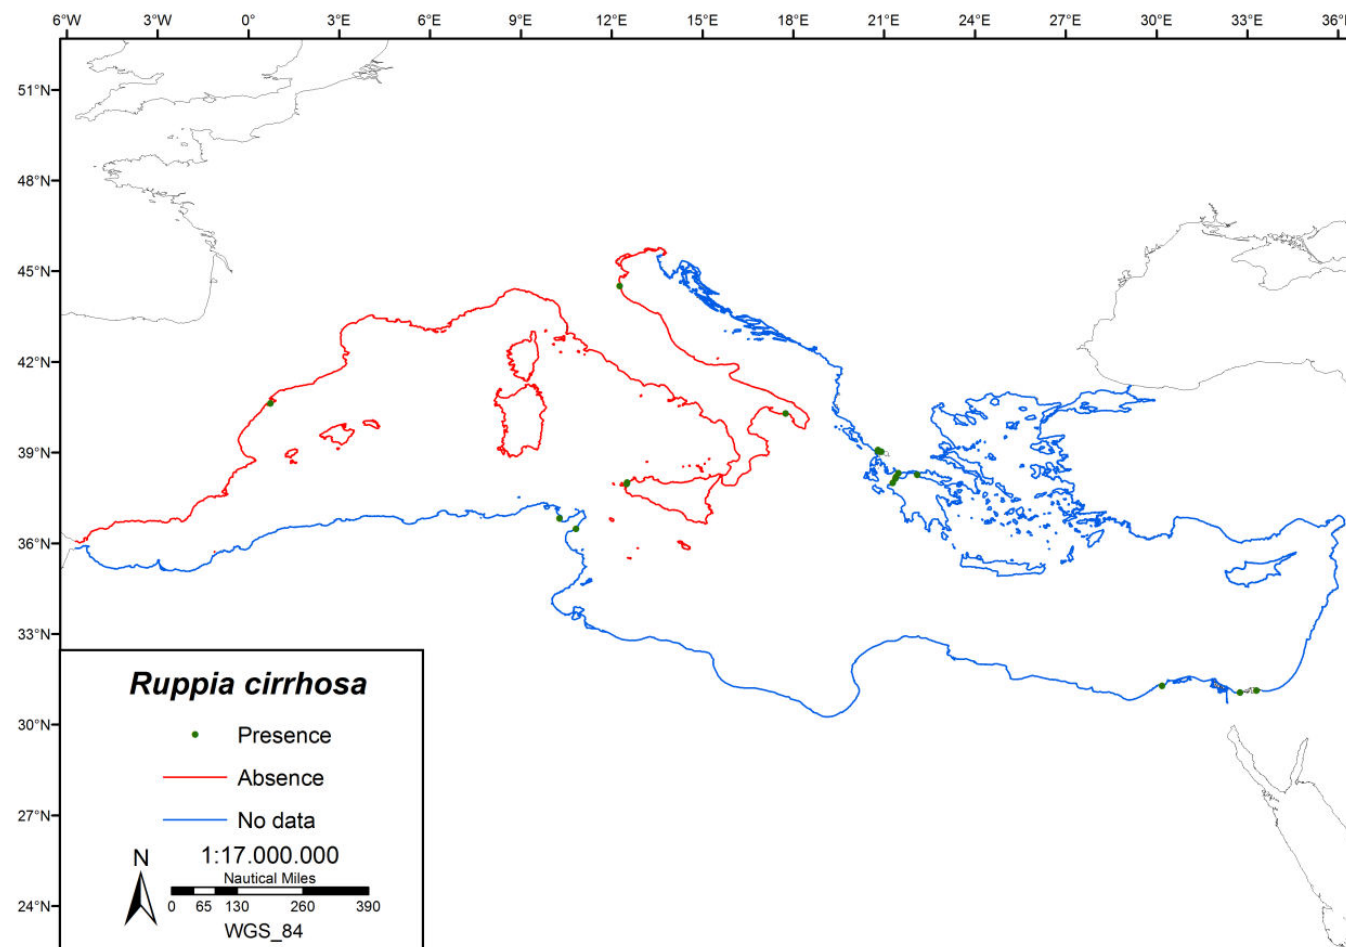 6°W 3°W 0° 3°E 6°E 9°E 12°E 15°E 18°E 21°E 24°E 27°E 30°E 33°E 36°E
51°N
48°N
45°N
42°N
39°N
36°N
33°N
30°N
27°N
24°N
Ruppia cirrhosa
Presence
Absence
No data
N
1:17.000.000
Nautical Miles
0 65 130 260 390
WGS_84